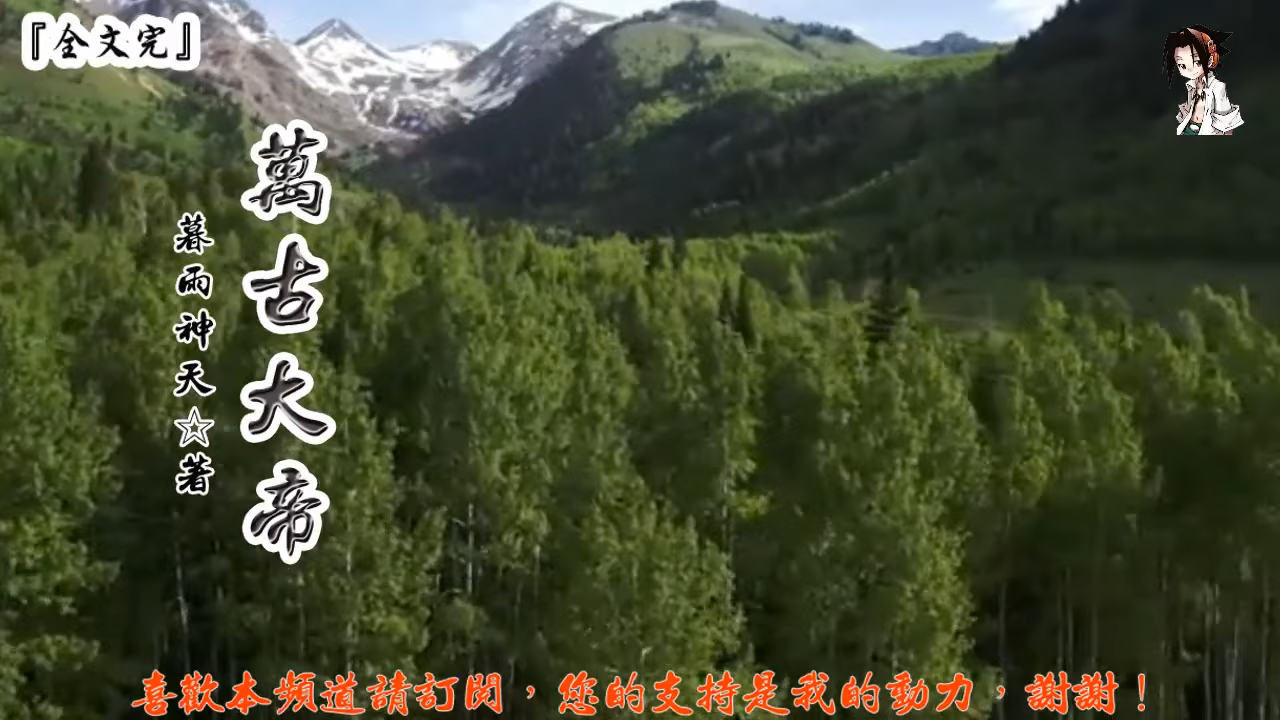 『全文完』
萬古大帝
暮雨神天☆著
喜歡本頻道請訂閱，您的支持是我的動力，謝謝！